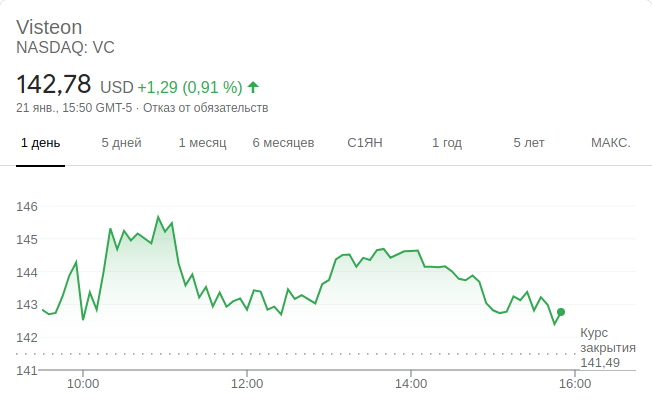 Visteon
NASDAQ: VC
142,78 USD +1,29 (0,91 %)
21 янв., 15:50 GMT-5 · Отказ от обязательств
1 день 5 дней 1 месяц 6 месяцев С1ЯН 1 год 5 лет МАКС.
146
145
144
143
142
Курс
закрытия
141,49
141
10:00 12:00 14:00 16:00